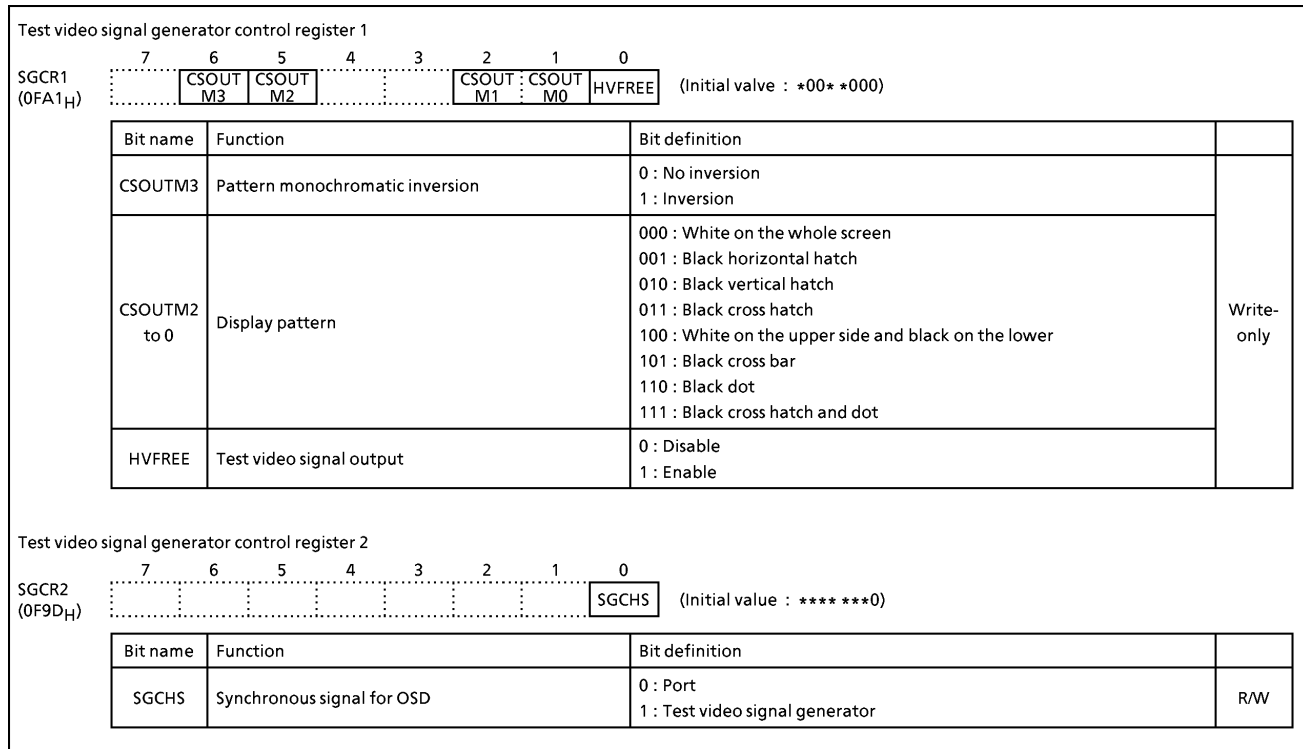 Test video signal generator control register 1
7 6 5 4 3 2 1 0
SGCR1
(0FA1H)
CSOUT M3 CSOUT M2 CSOUT M1 CSOUT M0 HVFREE (Initial valve : *00* *000)
Bit name Function Bit definition
CSOUTM3 Pattern monochromatic inversion 0 : No inversion
1 : Inversion
CSOUTM2 to 0 Display pattern 000 : White on the whole screen
001 : Black horizontal hatch
010 : Black vertical hatch
011 : Black cross hatch
100 : White on the upper side and black on the lower
101 : Black cross bar
110 : Black dot
111 : Black cross hatch and dot
Write-only
HVFREE Test video signal output 0 : Disable
1 : Enable
Test video signal generator control register 2
7 6 5 4 3 2 1 0
SGCR2
(0F9DH)
SGCHS (Initial value : **** ***0)
Bit name Function Bit definition
SGCHS Synchronous signal for OSD 0 : Port
1 : Test video signal generator
R/W